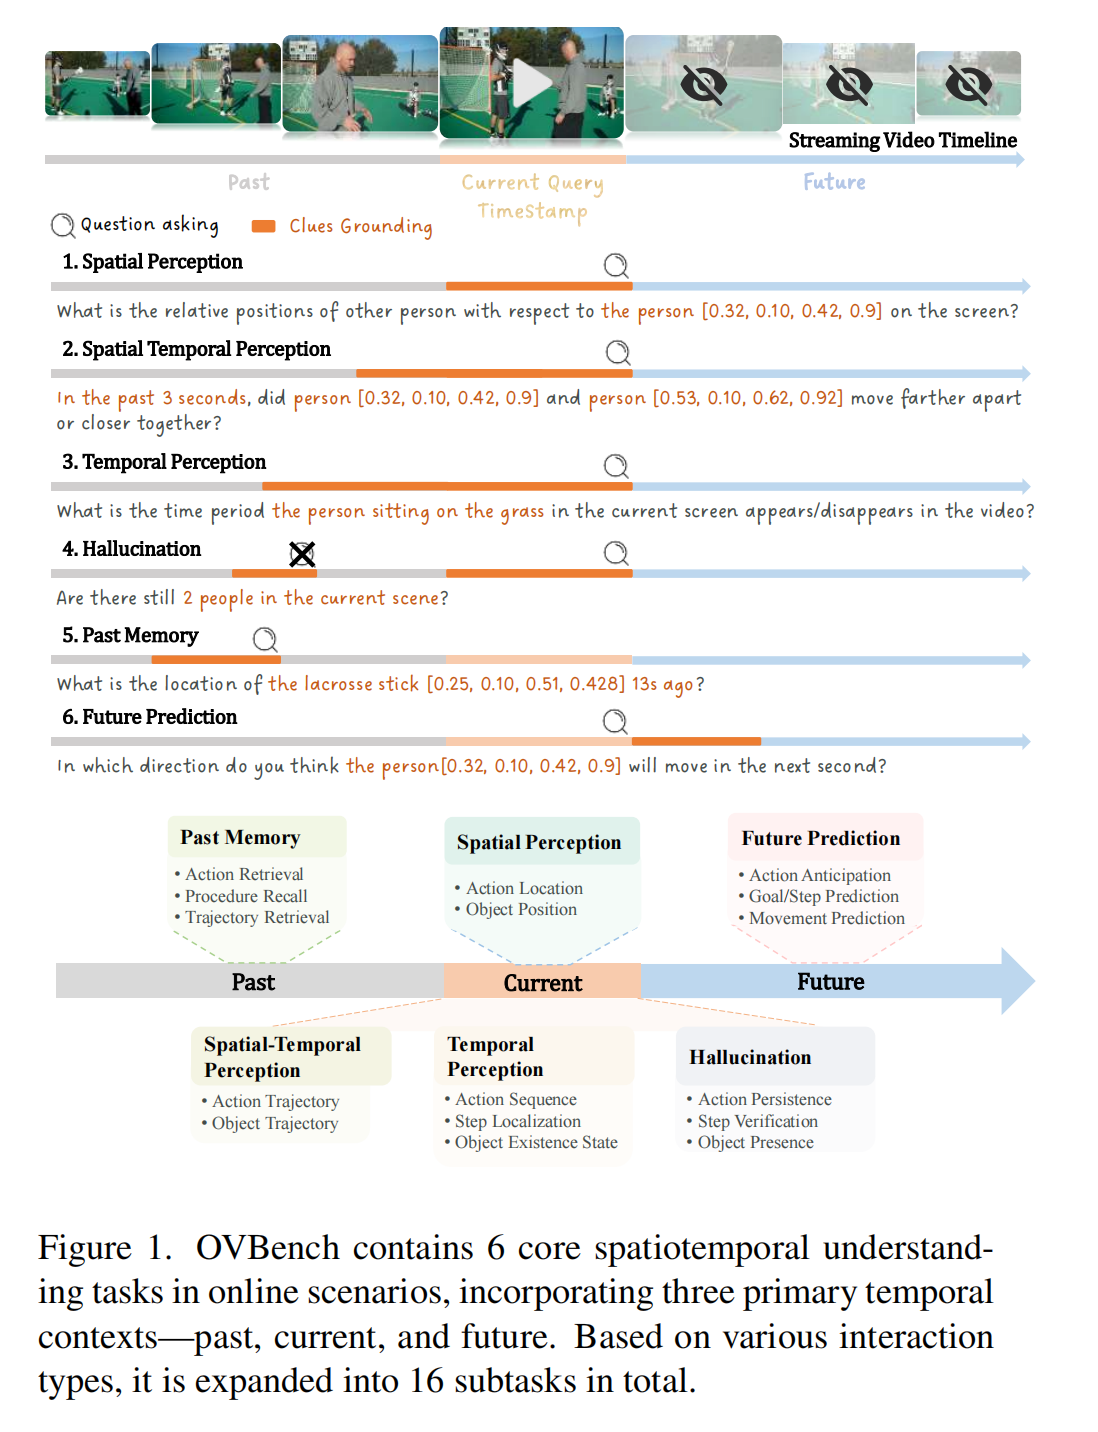 Streaming Video Timeline
Past
Current Query
TimeStamp
Future
Question asking
Clues Grounding
1. Spatial Perception
What is the relative positions of other person with respect to the person [0.32, 0.10, 0.42, 0.9] on the screen?
2. Spatial Temporal Perception
In the past 3 seconds, did person [0.32, 0.10, 0.42, 0.9] and person [0.53, 0.10, 0.62, 0.92] move farther apart
or closer together?
3. Temporal Perception
What is the time period the person sitting on the grass in the current screen appears/disappears in the video?
4. Hallucination
Are there still 2 people in the current scene?
5. Past Memory
What is the location of the lacrosse stick [0.25, 0.10, 0.51, 0.428] 13s ago?
6. Future Prediction
In which direction do you think the person[0.32, 0.10, 0.42, 0.9] will move in the next second?
Past Memory
• Action Retrieval
• Procedure Recall
• Trajectory Retrieval
Spatial Perception
• Action Location
• Object Position
Future Prediction
• Action Anticipation
• Goal/Step Prediction
• Movement Prediction
Past
Current
Future
Spatial-Temporal
Perception
• Action Trajectory
• Object Trajectory
Temporal
Perception
• Action Sequence
• Step Localization
• Object Existence State
Hallucination
• Action Persistence
• Step Verification
• Object Presence
Figure 1. OVBench contains 6 core spatiotemporal understand-
ing tasks in online scenarios, incorporating three primary temporal
contexts—past, current, and future. Based on various interaction
types, it is expanded into 16 subtasks in total.